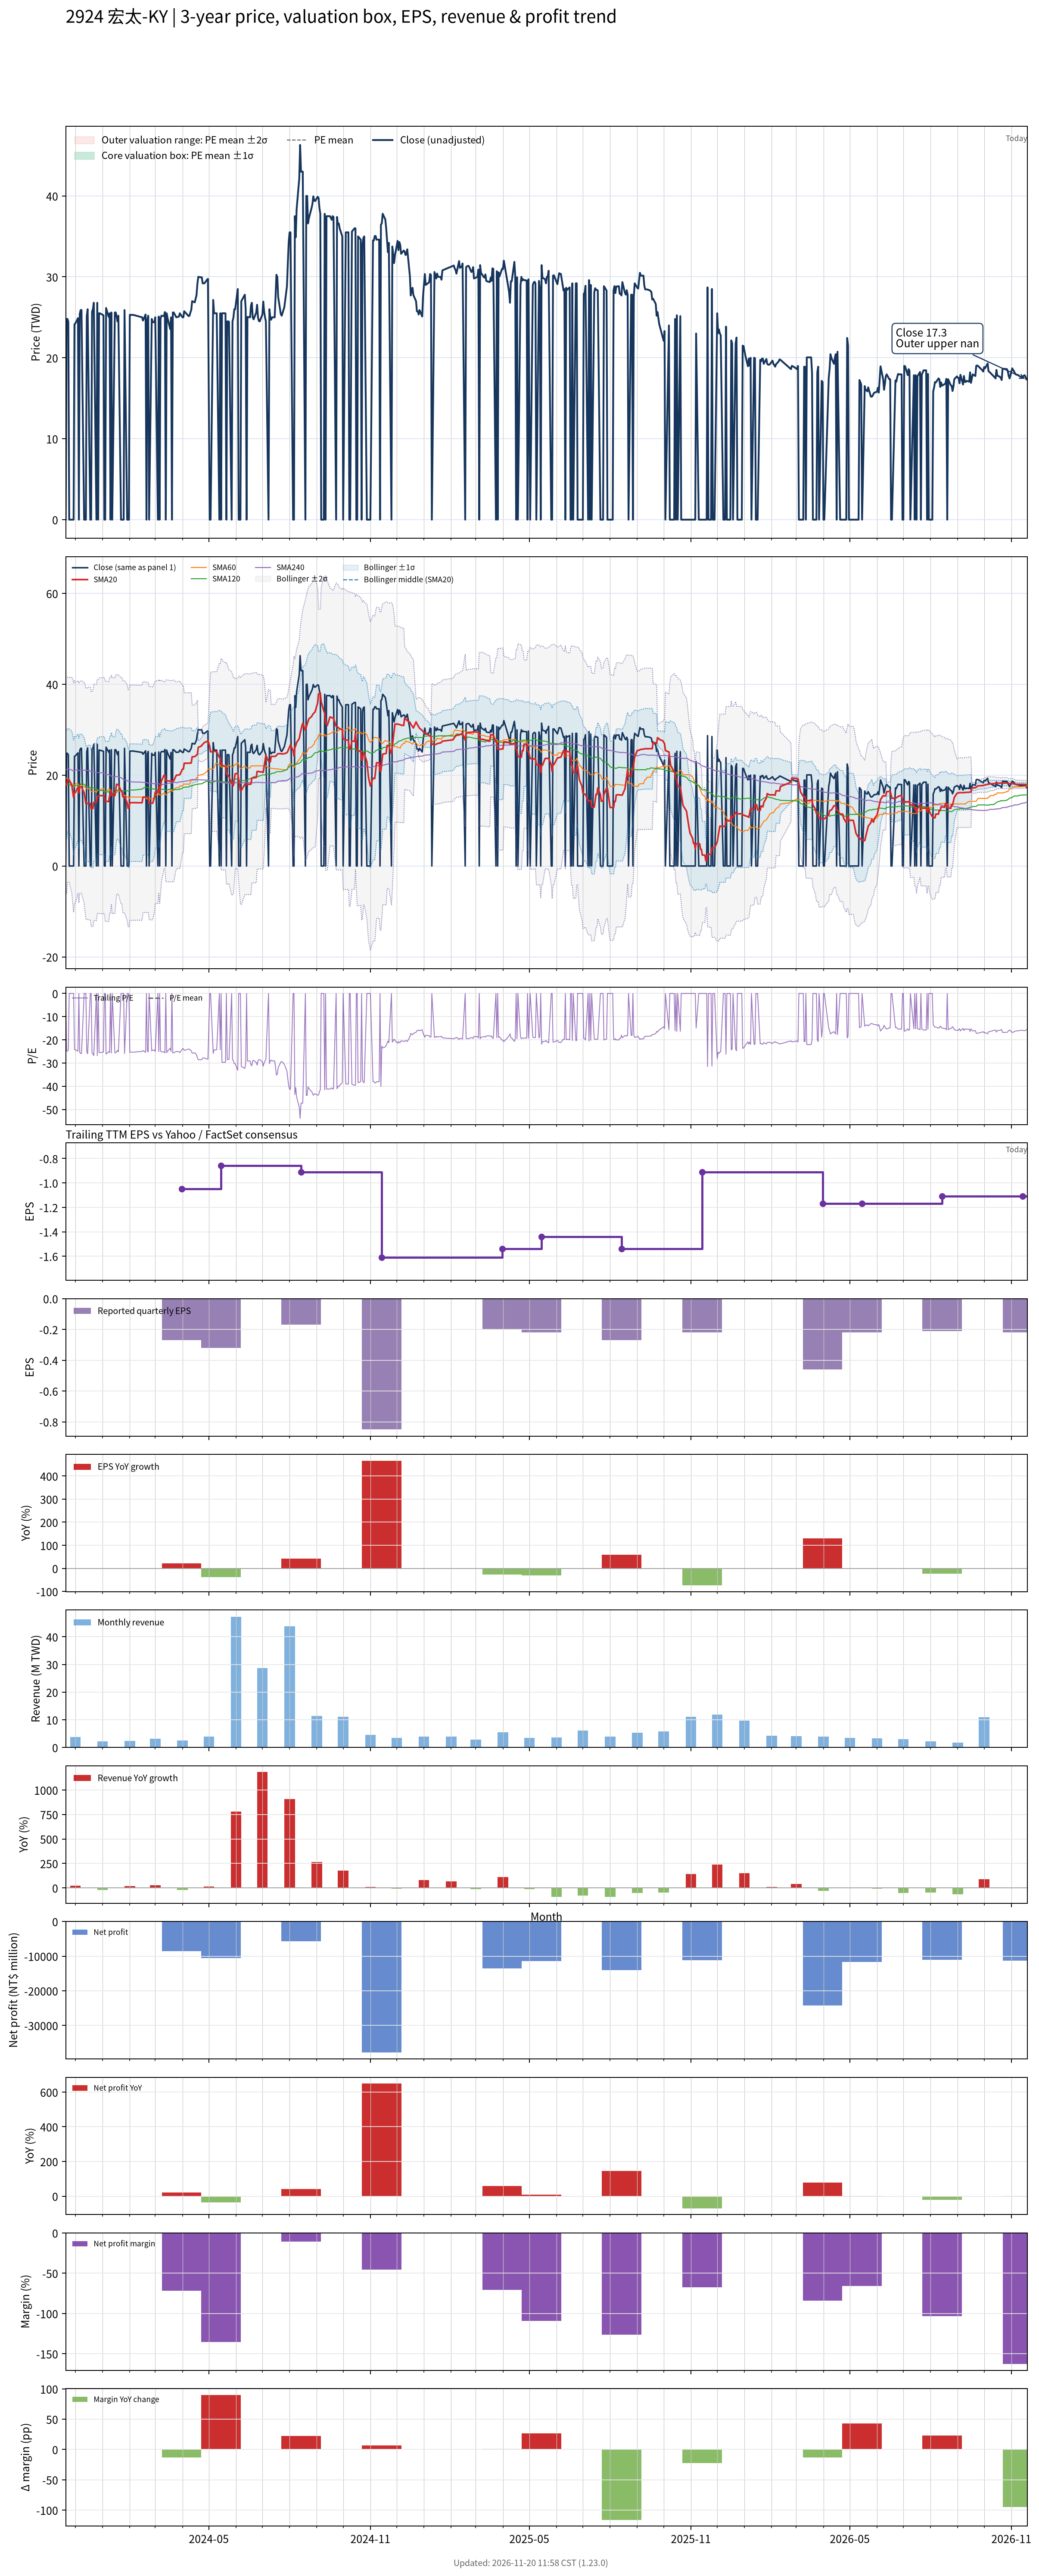 2924 宏太-KY | 3-year price, valuation box, EPS, revenue & profit trend
Outer valuation range: PE mean ±2σ
PE mean
Close (unadjusted)
Core valuation box: PE mean ±1σ
Today
Price (TWD)
40
30
20
10
0
Close 17.3
Outer upper nan
Close (same as panel 1)
SMA20
SMA60
SMA120
SMA240
Bollinger ±2σ
Bollinger ±1σ
Bollinger middle (SMA20)
Price
60
40
20
0
-20
Trailing P/E
P/E mean
P/E
0
-10
-20
-30
-40
-50
Trailing TTM EPS vs Yahoo / FactSet consensus
Today
EPS
-0.8
-1.0
-1.2
-1.4
-1.6
Reported quarterly EPS
EPS
0.0
-0.2
-0.4
-0.6
-0.8
EPS YoY growth
YoY (%)
400
300
200
100
0
-100
Monthly revenue
Revenue (M TWD)
40
30
20
10
0
Revenue YoY growth
YoY (%)
1000
750
500
250
0
Month
Net profit
Net profit (NT$ million)
0
-10000
-20000
-30000
Net profit YoY
YoY (%)
600
400
200
0
Net profit margin
Margin (%)
0
-50
-100
-150
Margin YoY change
Δ margin (pp)
100
50
0
-50
-100
2024-05
2024-11
2025-05
2025-11
2026-05
2026-11
Updated: 2026-11-20 11:58 CST (1.23.0)